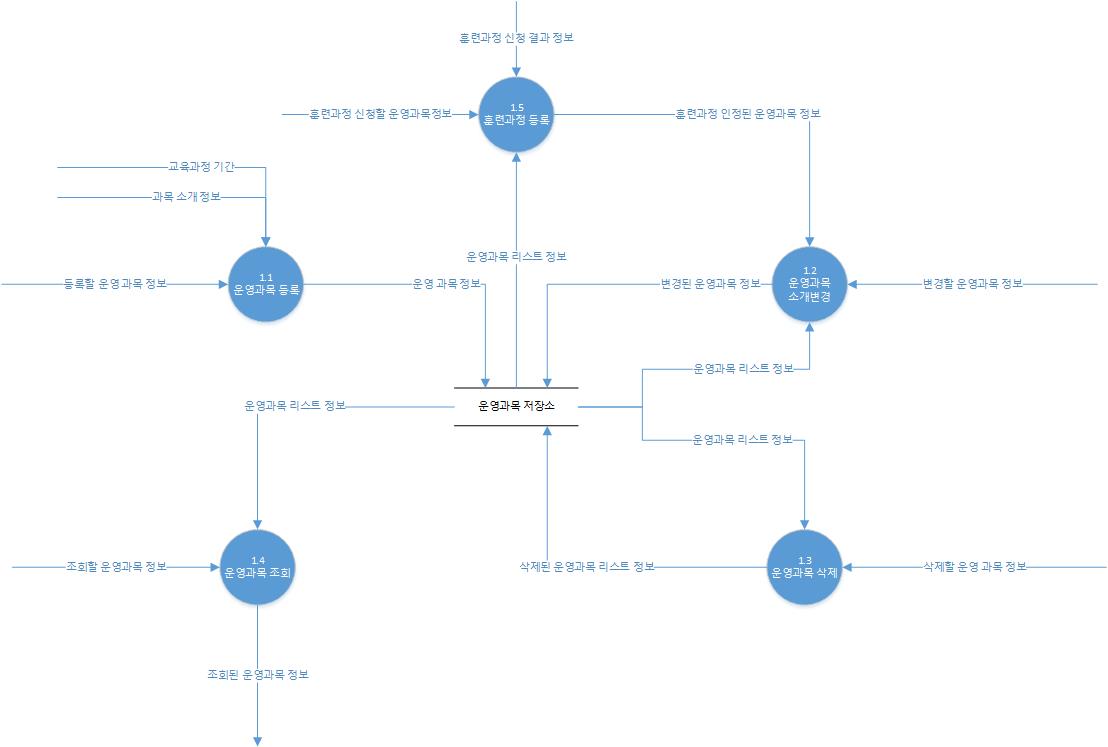 훈련과정 신청 결과 정보
훈련과정 신청할 운영과목정보
1.5
훈련과정 등록
훈련과정 인정된 운영과목 정보
교육과정 기간
과목 소개 정보
운영과목 리스트 정보
등록할 운영 과목 정보
1.1
운영과목 등록
운영 과목 정보
변경된 운영과목 정보
1.2
운영과목
소개변경
변경할 운영과목 정보
운영과목 리스트 정보
운영과목 리스트 정보
운영과목 저장소
운영과목 리스트 정보
조회할 운영과목 정보
1.4
운영과목 조회
삭제된 운영과목 리스트 정보
1.3
운영과목 삭제
삭제할 운영 과목 정보
조회된 운영과목 정보